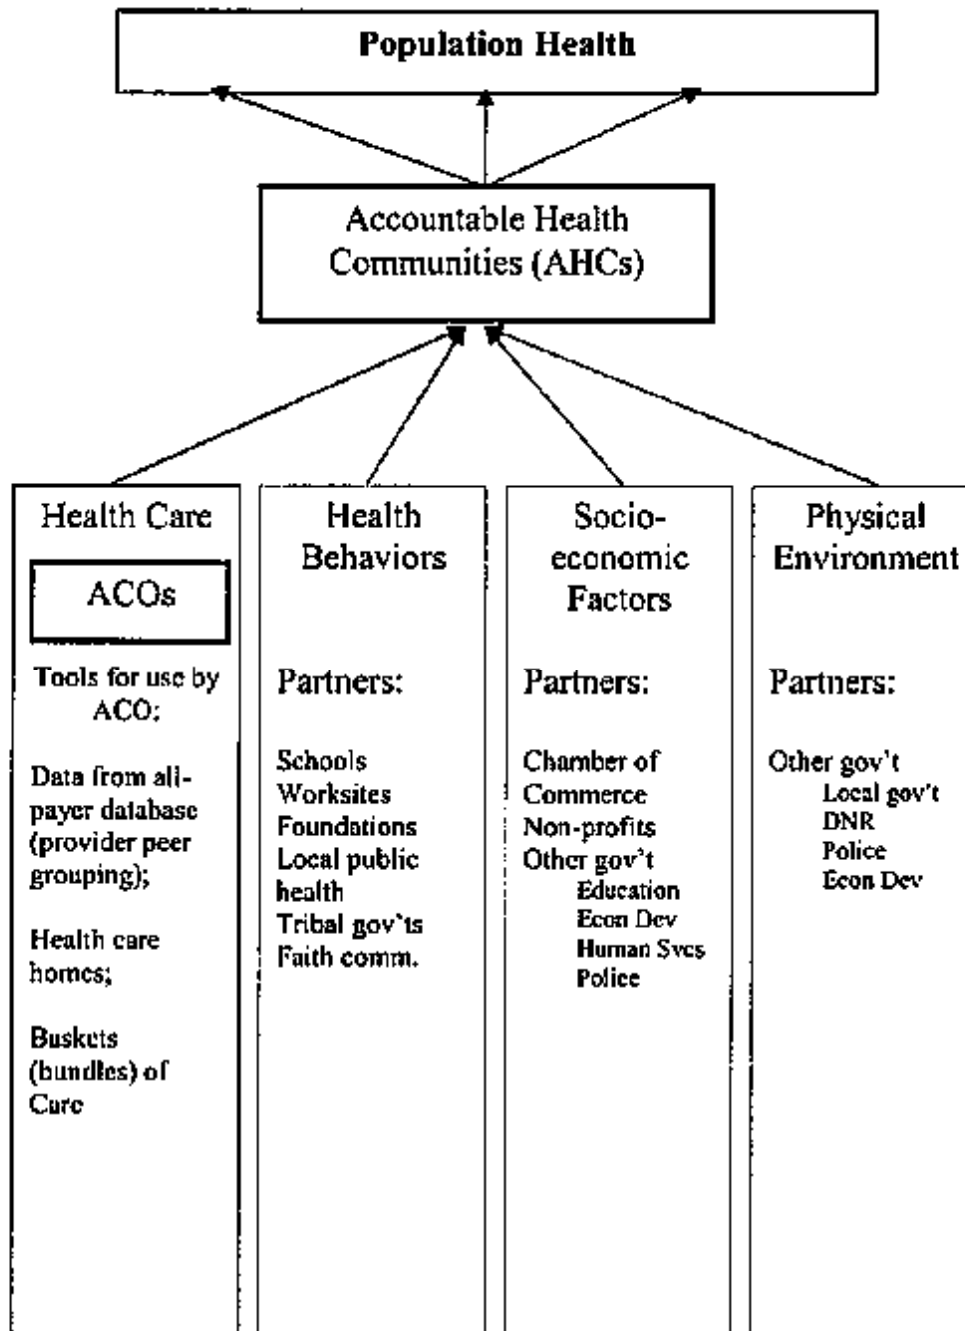 Population Health
Accountable Health
Communities (AHCs)
Health Care
ACOs
Tools for use by
ACO:
Data from all-
payer database
(provider peer
grouping);
Health care
homes;
Baskets
(bundles) of
Care
Health
Behaviors
Partners:
Schools
Worksites
Foundations
Local public
health
Tribal gov'ts
Faith comm.
Socio-
economic
Factors
Partners:
Chamber of
Commerce
Non-profits
Other gov't
Education
Econ Dev
Human Svcs
Police
Physical
Environment
Partners:
Other gov't
Local gov't
DNR
Police
Econ Dev